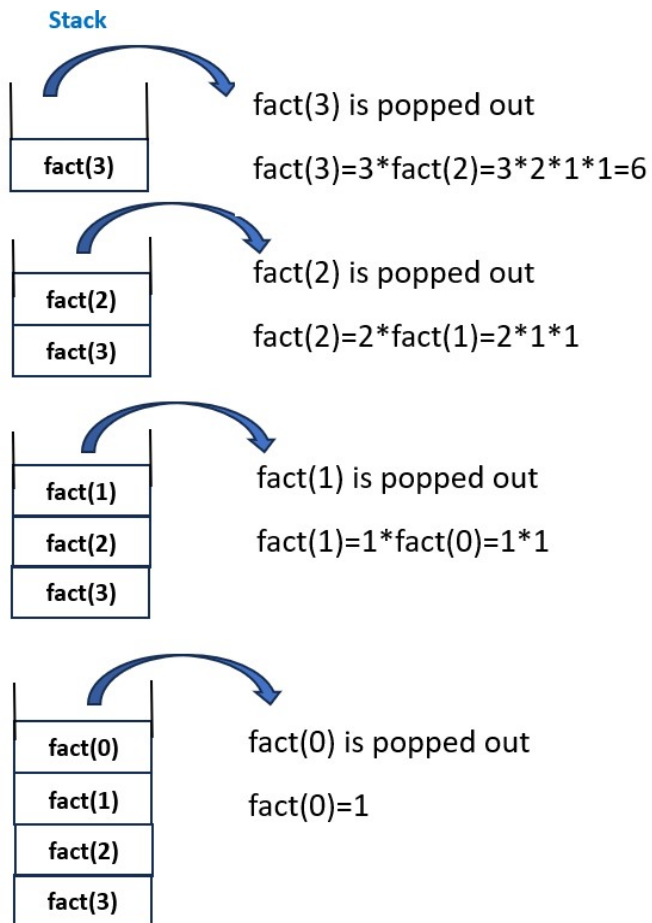 Stack
fact(3) is popped out
fact(3)
fact(3)=3*fact(2)=3*2*1*1=6
fact(2) is popped out
fact(2)
fact(3)
fact(2)=2*fact(1)=2*1*1
fact(1) is popped out
fact(1)
fact(2)
fact(3)
fact(1)=1*fact(0)=1*1
fact(0) is popped out
fact(0)
fact(1)
fact(2)
fact(3)
fact(0)=1